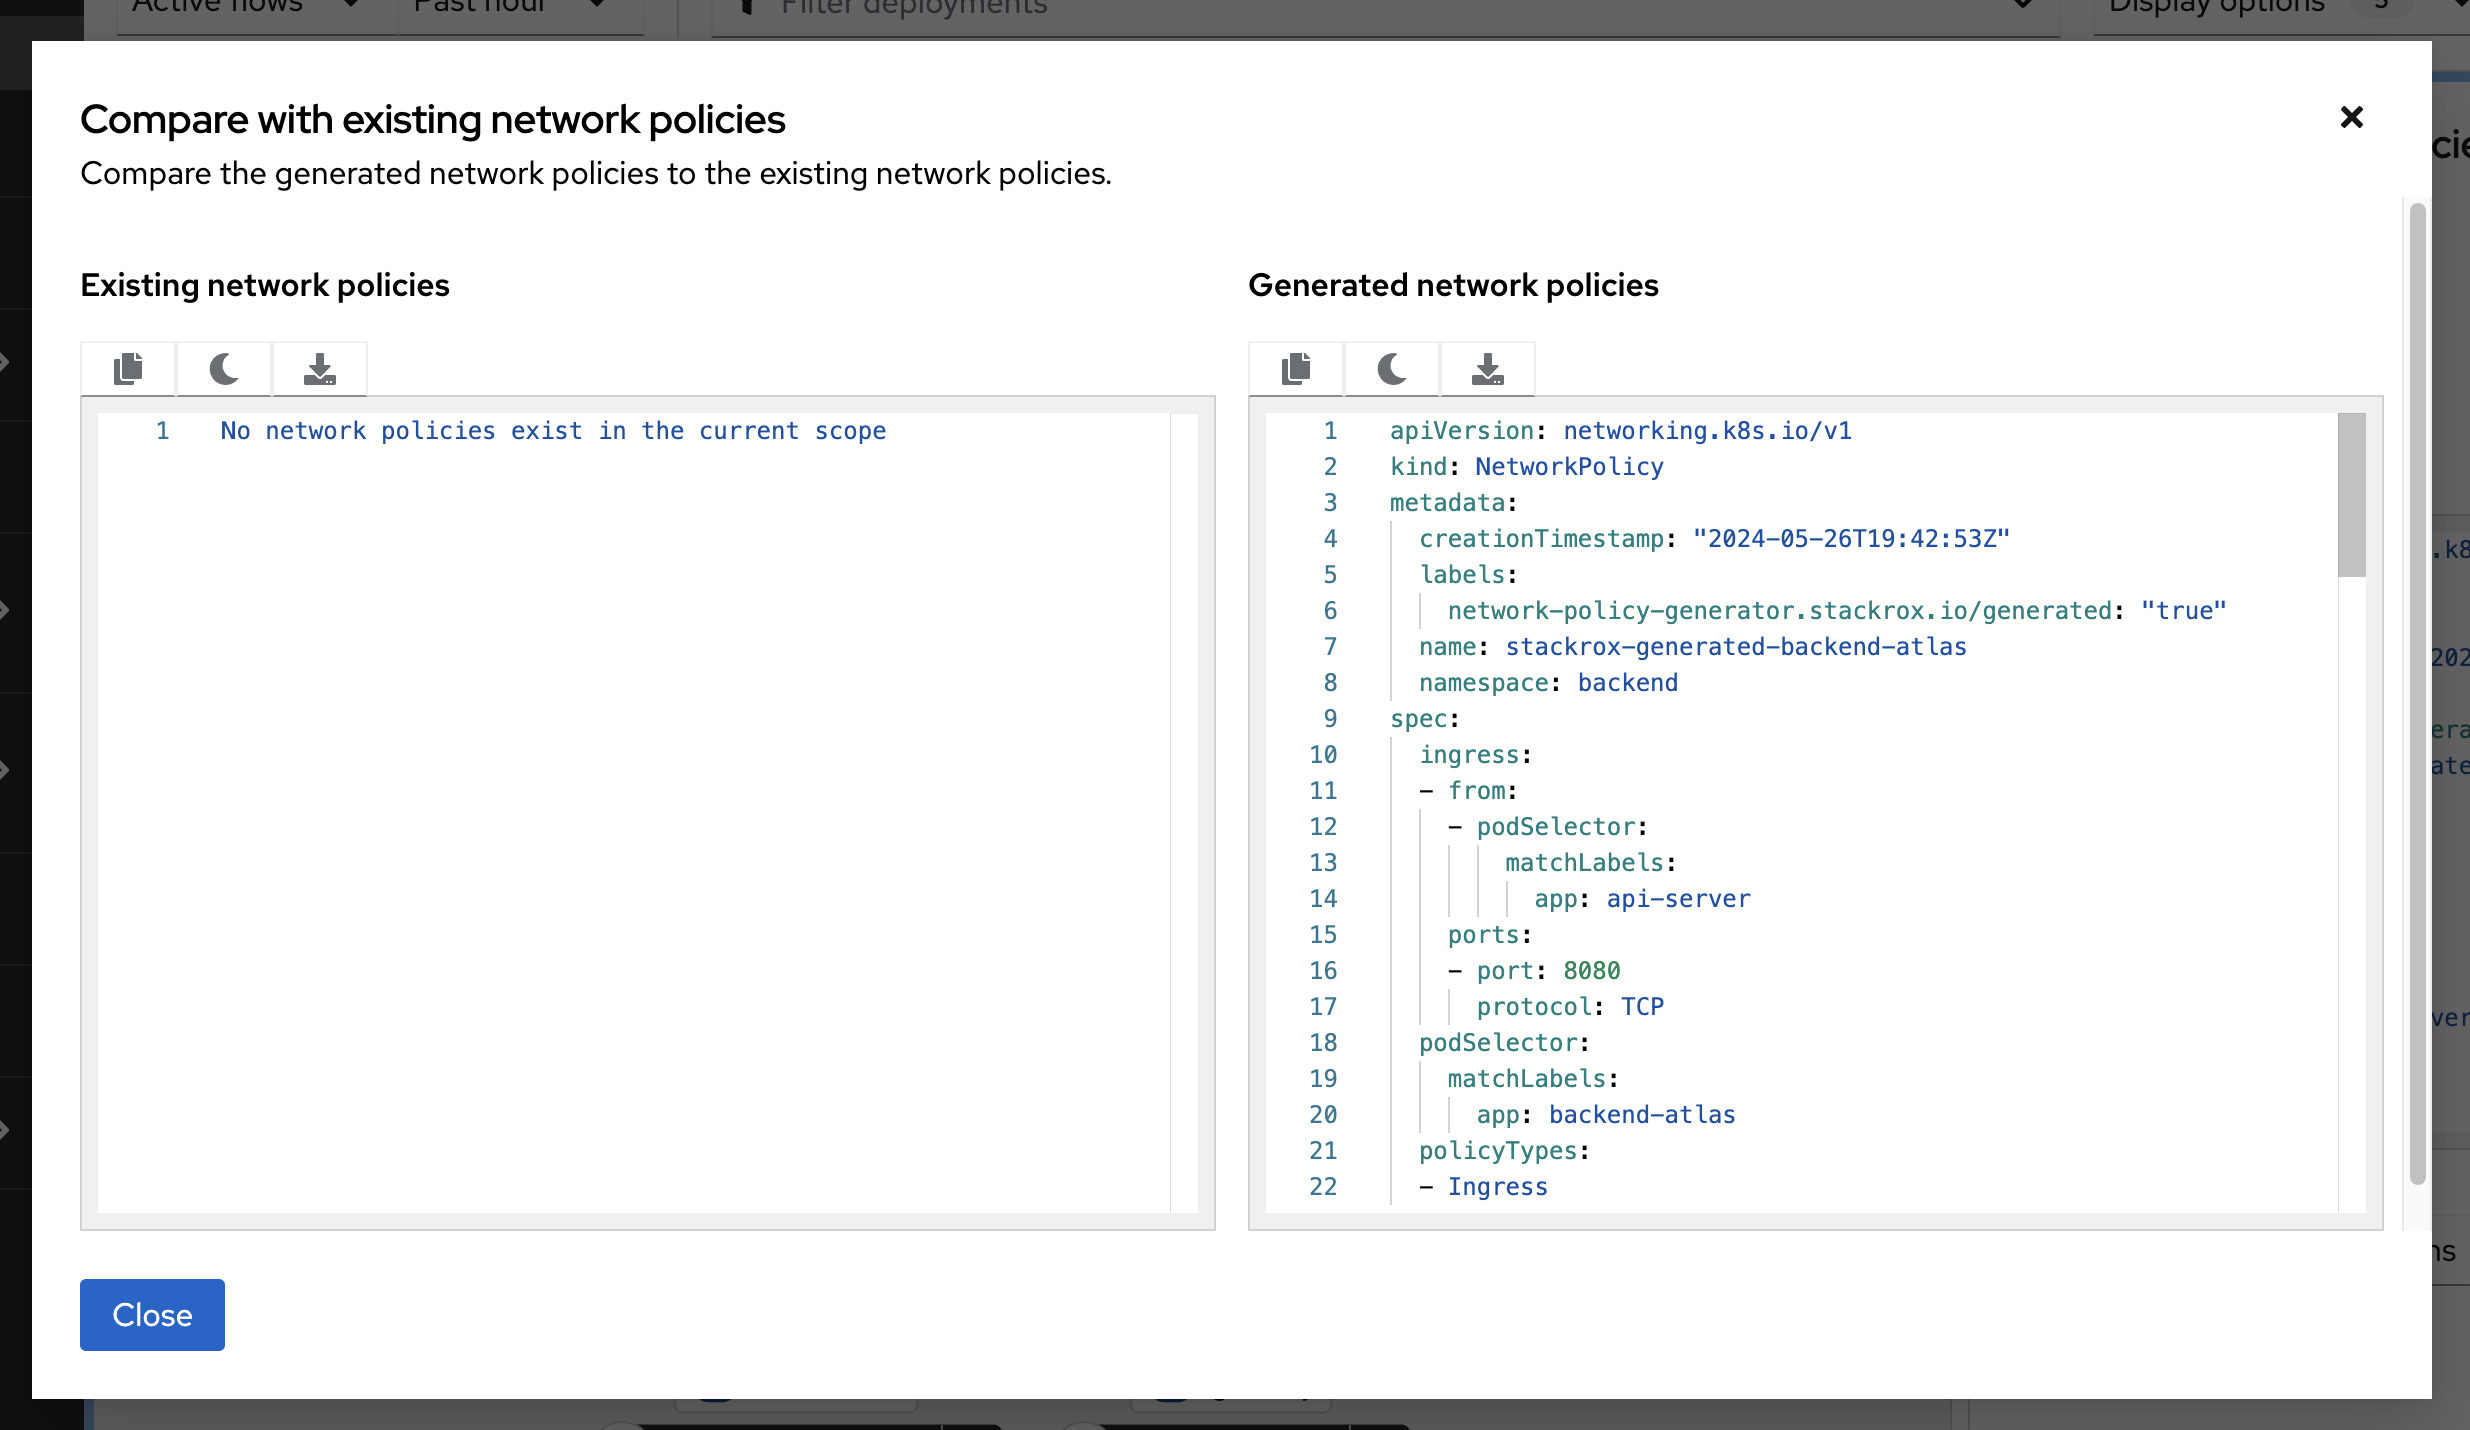 Active flows
Past hour
Filter deployments
Display options 5
Compare with existing network policies
Compare the generated network policies to the existing network policies.
Existing network policies
1 No network policies exist in the current scope
Generated network policies
1 apiVersion: networking.k8s.io/v1
2 kind: NetworkPolicy
3 metadata:
4 creationTimestamp: "2024-05-26T19:42:53Z"
5 labels:
6 network-policy-generator.stackrox.io/generated: "true"
7 name: stackrox-generated-backend-atlas
8 namespace: backend
9 spec:
10 ingress:
11 - from:
12 - podSelector:
13 matchLabels:
14 app: api-server
15 ports:
16 - port: 8080
17 protocol: TCP
18 podSelector:
19 matchLabels:
20 app: backend-atlas
21 policyTypes:
22 - Ingress
Close